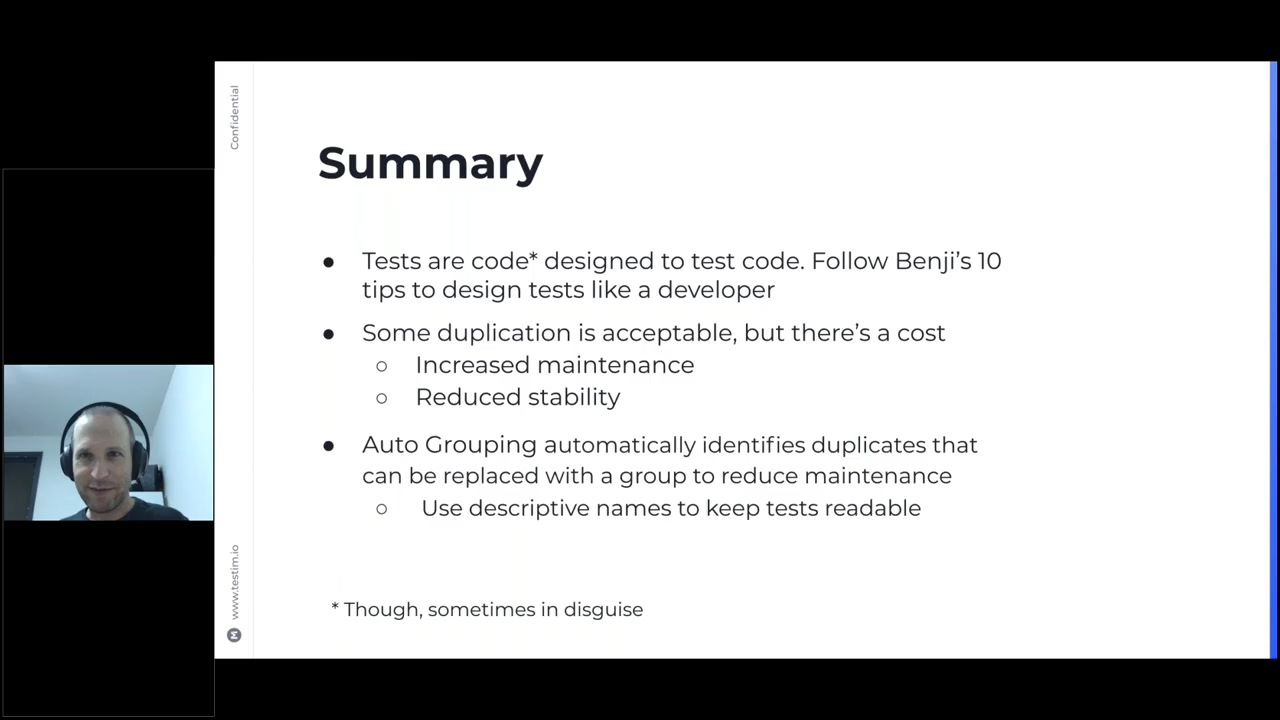 Confidential
Summary
● Tests are code* designed to test code. Follow Benji’s 10
tips to design tests like a developer
● Some duplication is acceptable, but there’s a cost
○ Increased maintenance
○ Reduced stability
● Auto Grouping automatically identifies duplicates that
can be replaced with a group to reduce maintenance
○ Use descriptive names to keep tests readable
* Though, sometimes in disguise
www.testim.io